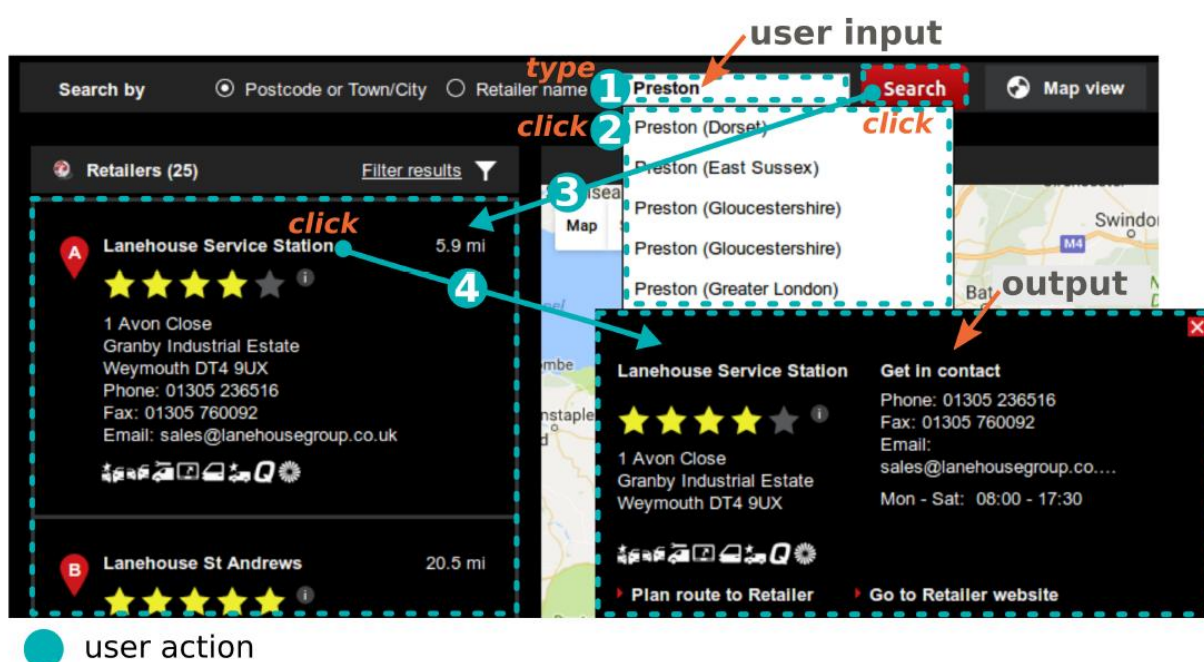 user input
type
Search by
Postcode or Town/City
Retailer name
1
Preston
Search
Map view
click
2
Preston (Dorset)
click
Preston (East Sussex)
Preston (Gloucestershire)
Preston (Gloucestershire)
Preston (Greater London)
Retailers (25)
Filter results
3
Map
Swindo
M4
Bat
output
click
A
Lanehouse Service Station
5.9 mi
4
1 Avon Close
Granby Industrial Estate
Weymouth DT4 9UX
Phone: 01305 236516
Fax: 01305 760092
Email: sales@lanehousegroup.co.uk
B
Lanehouse St Andrews
20.5 mi
mbe
nstaple
Lanehouse Service Station
1 Avon Close
Granby Industrial Estate
Weymouth DT4 9UX
Get in contact
Phone: 01305 236516
Fax: 01305 760092
Email:
sales@lanehousegroup.co....
Mon - Sat: 08:00 - 17:30
Plan route to Retailer
Go to Retailer website
user action